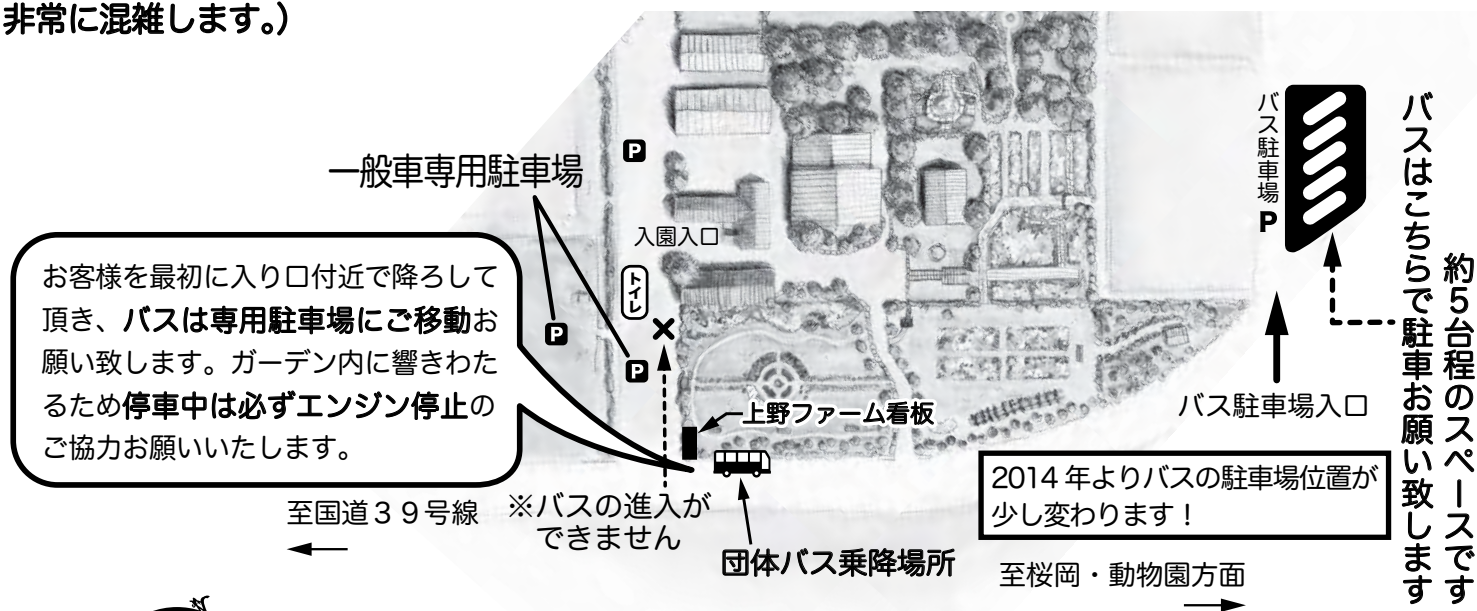 非常に混雑します。）
一般車専用駐車場
P
入園入口
トイレ
P
P
お客様を最初に入り口付近で降ろして
頂き、バスは専用駐車場にご移動お
願い致します。ガーデン内に響きわた
るため停車中は必ずエンジン停止の
ご協力お願いいたします。
上野ファーム看板
至国道３９号線
※バスの進入が
できません
団体バス乗降場所
バス駐車場 P
バス駐車場入口
約５台程のスペースです
バスはこちらで駐車お願い致します
2014 年よりバスの駐車場位置が
少し変わります！
至桜岡・動物園方面